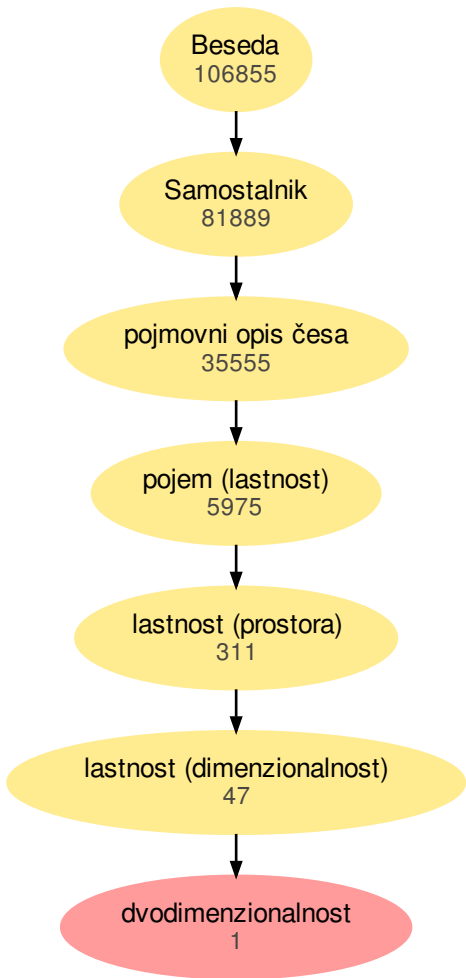 Beseda
106855
Samostalnik
81889
pojmovni opis česa
35555
pojem (lastnost)
5975
lastnost (prostora)
311
lastnost (dimenzionalnost)
47
dvodimenzionalnost
1